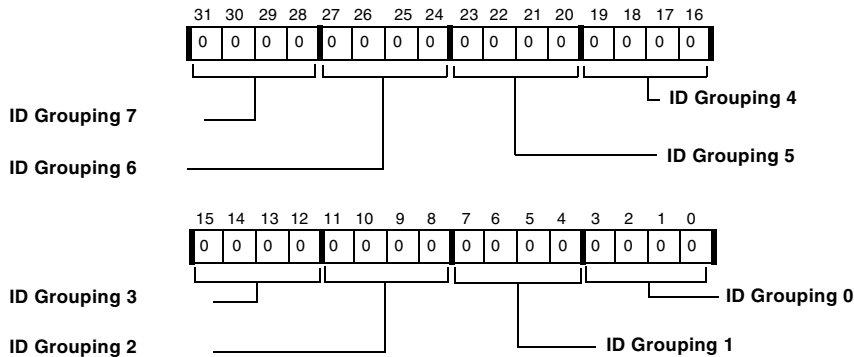 31 30 29 28 27 26 25 24 23 22 21 20 19 18 17 16
0 0 0 0 0 0 0 0 0 0 0 0 0 0 0 0
ID Grouping 4
ID Grouping 7
ID Grouping 5
ID Grouping 6
15 14 13 12 11 10 9 8 7 6 5 4 3 2 1 0
0 0 0 0 0 0 0 0 0 0 0 0 0 0 0 0
ID Grouping 3
ID Grouping 0
ID Grouping 2
ID Grouping 1